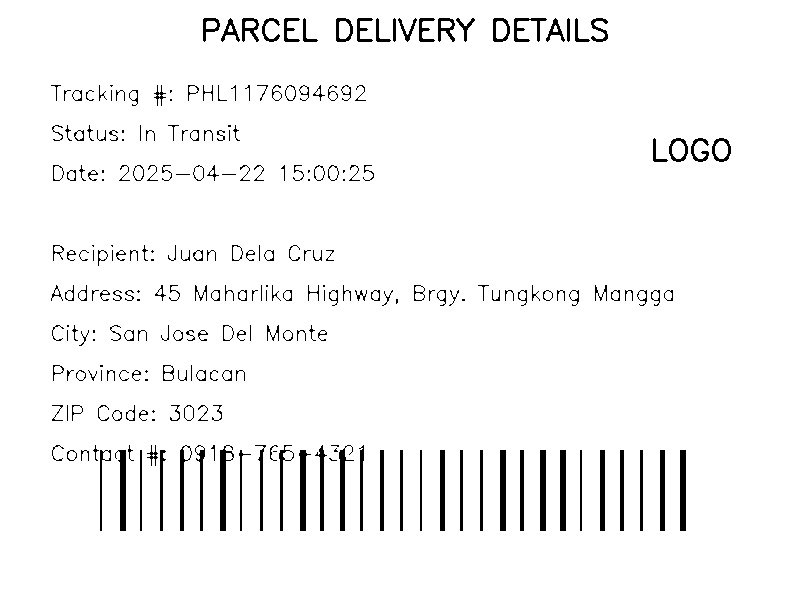 PARCEL DELIVERY DETAILS
Tracking #: PHL1176094692
Status: In Transit
LOGO
Date: 2025-04-22 15:00:25
Recipient: Juan Dela Cruz
Address: 45 Maharlika Highway, Brgy. Tungkong Mangga
City: San Jose Del Monte
Province: Bulacan
ZIP Code: 3023
Contact #: 0918-765-4321